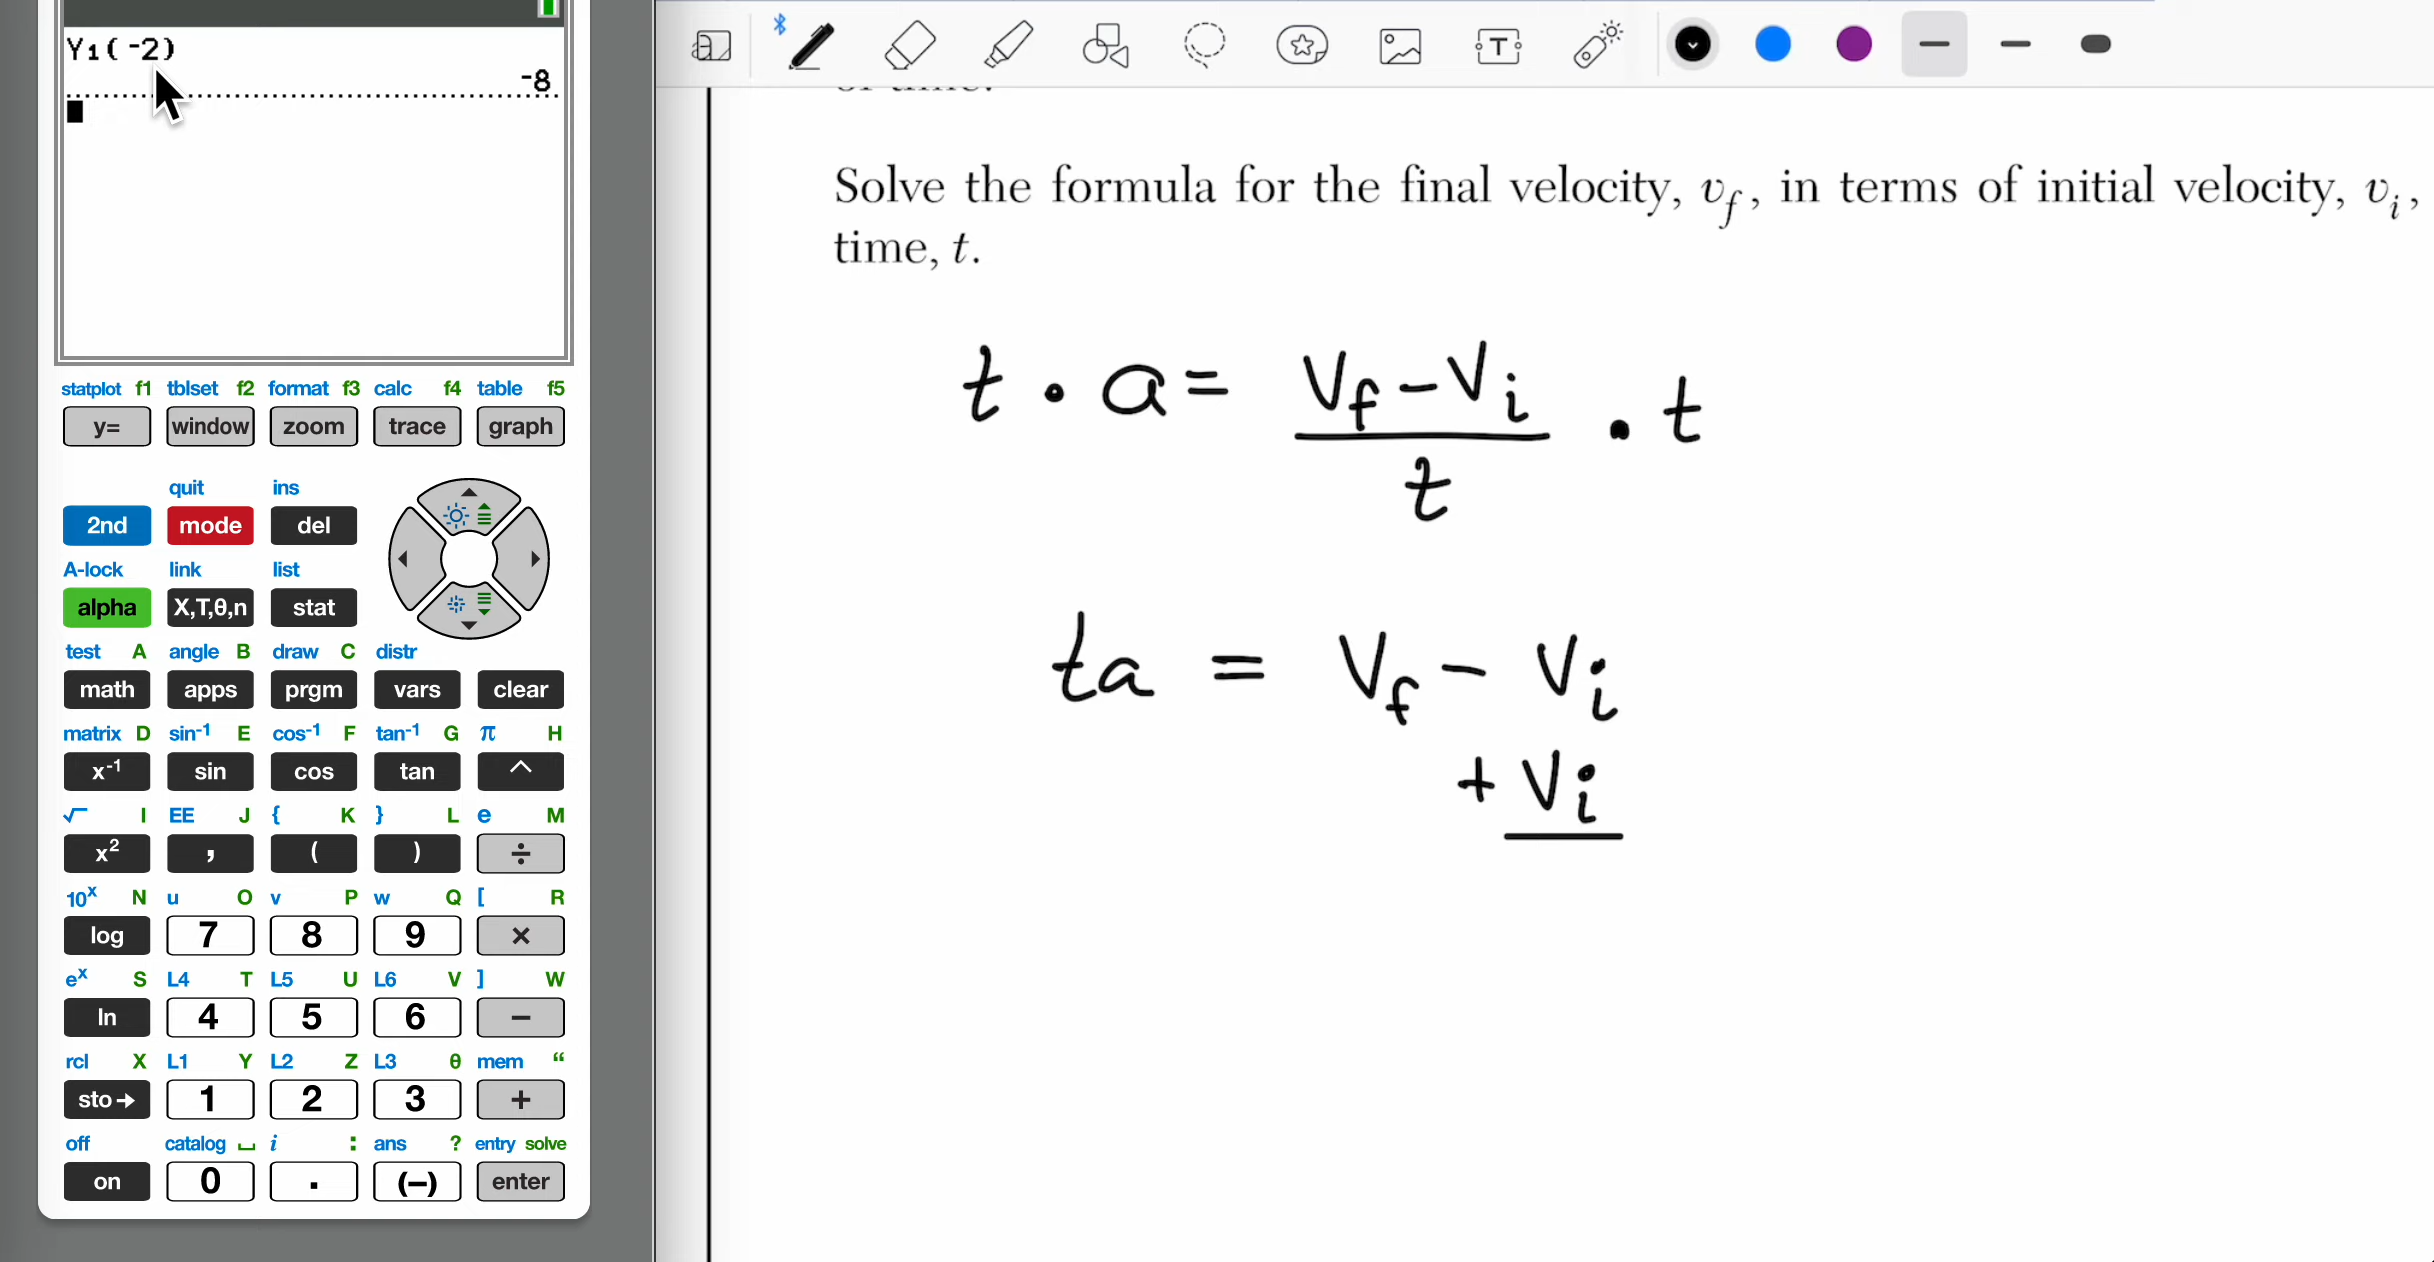 Y₁(-2)
-8
statplot f1 tblset f2 format f3 calc f4 table f5
y= window zoom trace graph
quit ins
2nd mode del
A-lock link list
alpha X,T,θ,n stat
test A angle B draw C distr
math apps prgm vars clear
matrix D sin⁻¹ E cos⁻¹ F tan⁻¹ G π H
x⁻¹ sin cos tan ^
√ I EE J { K } L e M
x² , ( ) ÷
10ˣ N u O v P w Q [ R
log 7 8 9 ×
eˣ S L4 T L5 U L6 V ] W
ln 4 5 6 −
rcl X L1 Y L2 Z L3 θ mem “
sto→ 1 2 3 +
off catalog ⌴ i : ans ? entry solve
on 0 . (−) enter
a
T
of time.
Solve the formula for the final velocity, v_f, in terms of initial velocity, v_i,
time, t.
t · a = (v_f − v_i)/t · t
ta = v_f − v_i
+ v_i